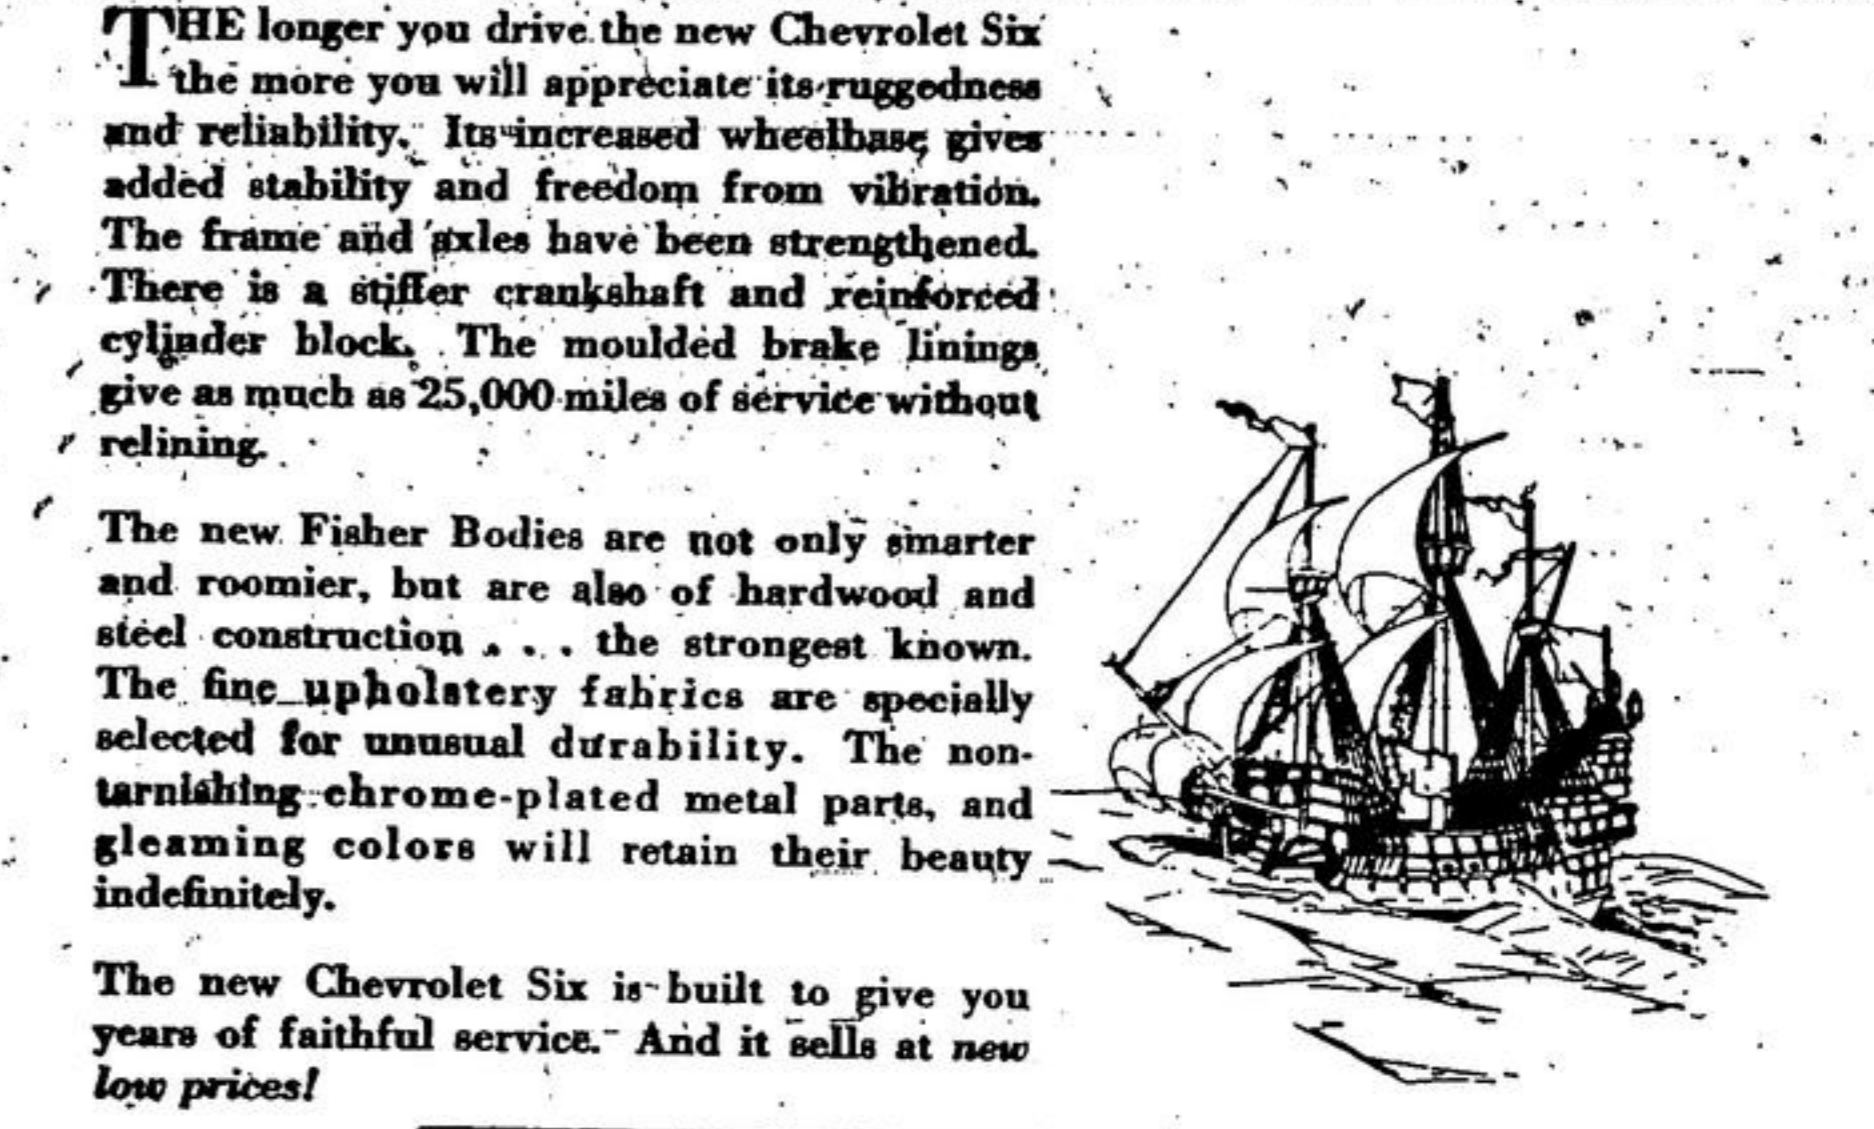 THE longer you drive the new Chevrolet Six
the more you will appreciate its ruggedness
and reliability. Its increased wheelbase gives
added stability and freedom from vibration.
The frame and axles have been strengthened.
There is a stiffer crankshaft and reinforced
cylinder block. The moulded brake linings
give as much as 25,000 miles of service without
relining.
The new Fisher Bodies are not only smarter
and roomier, but are also of hardwood and
steel construction . . . the strongest known.
The fine upholstery fabrics are specially
selected for unusual durability. The non-
tarnishing chrome-plated metal parts, and
gleaming colors will retain their beauty
indefinitely.
The new Chevrolet Six is built to give you
years of faithful service. And it sells at new
low prices!